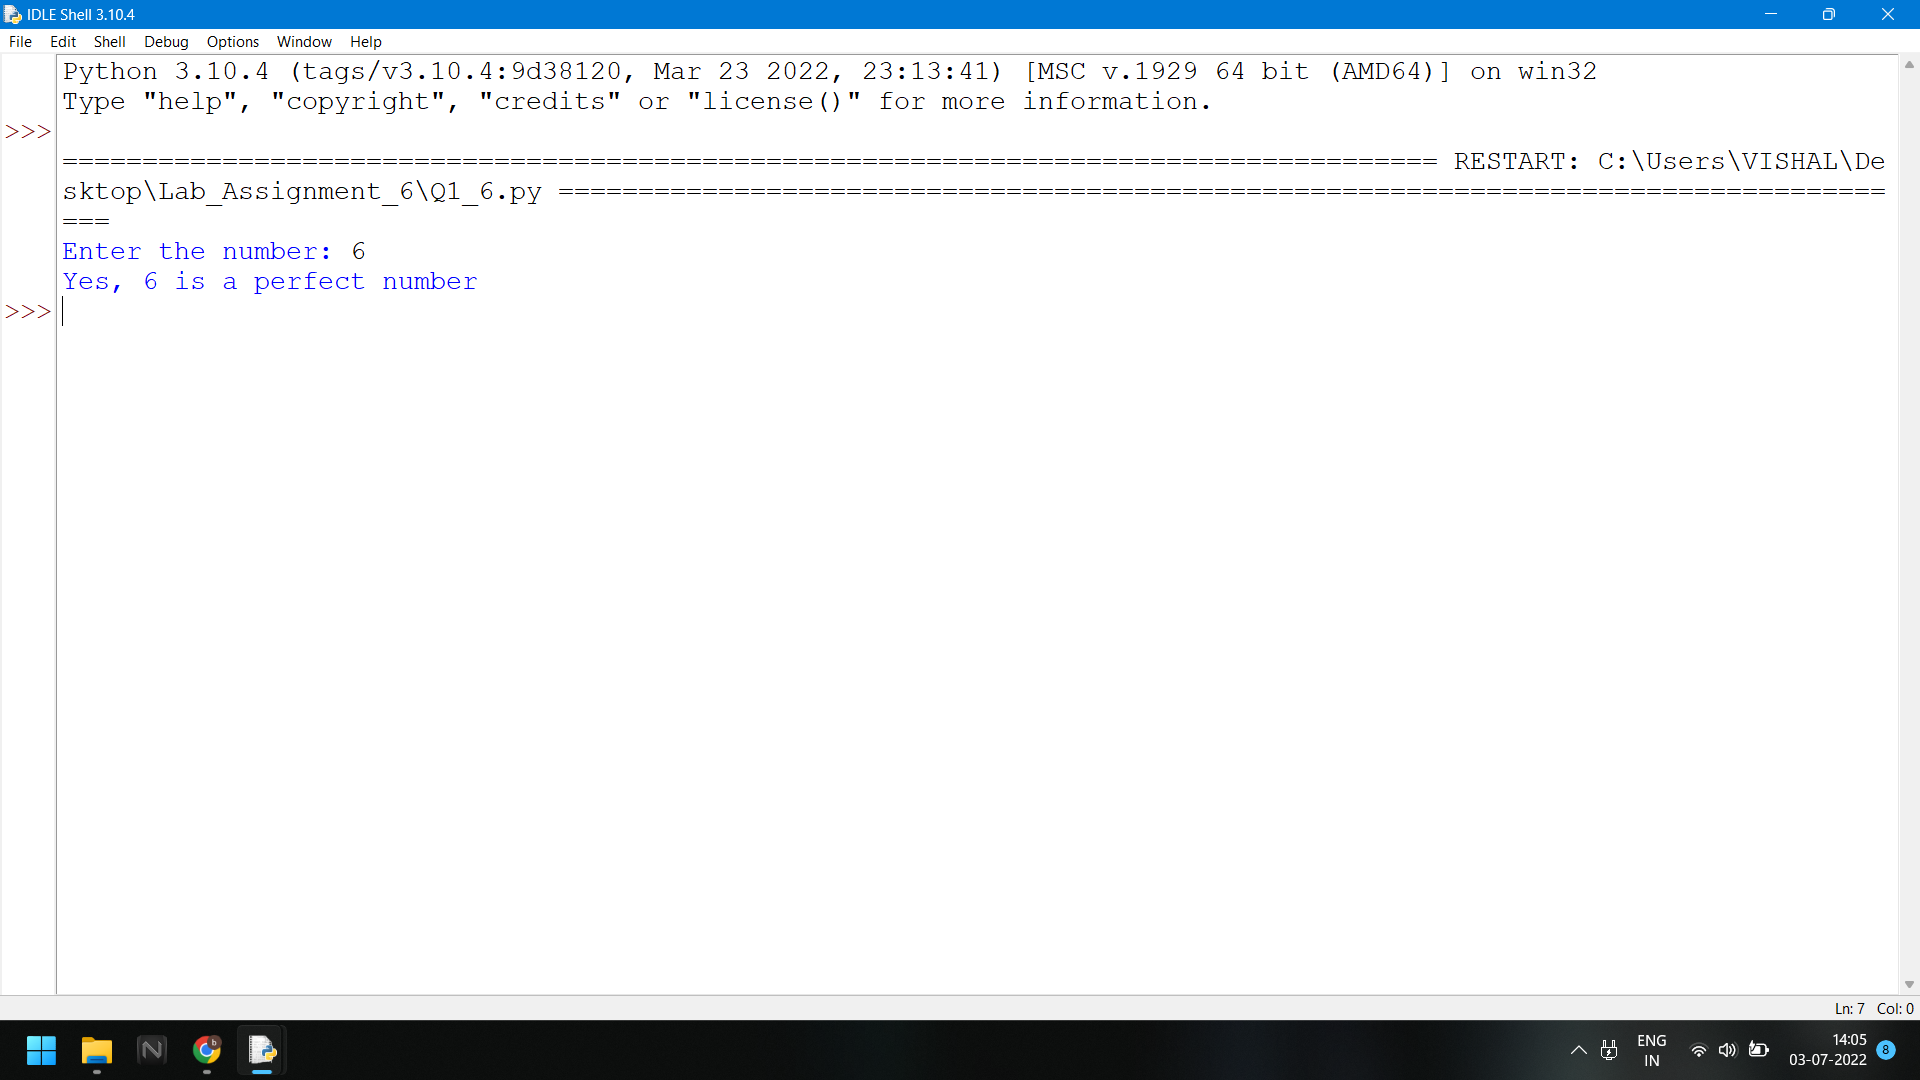 IDLE Shell 3.10.4
File Edit Shell Debug Options Window Help
Python 3.10.4 (tags/v3.10.4:9d38120, Mar 23 2022, 23:13:41) [MSC v.1929 64 bit (AMD64)] on win32
Type "help", "copyright", "credits" or "license()" for more information.
>>>
====================================================================================== RESTART: C:\Users\VISHAL\De
sktop\Lab_Assignment_6\Q1_6.py ===================================================================================
===
Enter the number: 6
Yes, 6 is a perfect number
>>>
Ln: 7 Col: 0
ENG
IN
14:05
03-07-2022
8